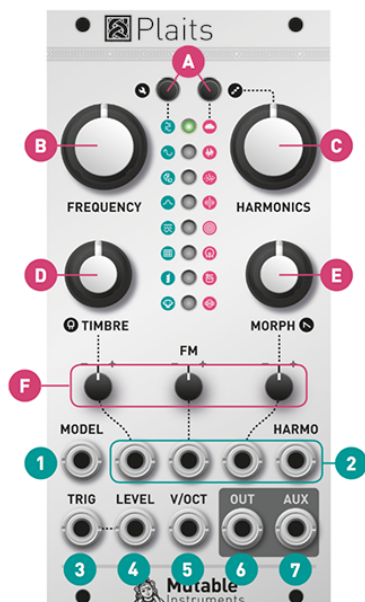 Plaits
A
B
C
FREQUENCY
HARMONICS
D
E
TIMBRE
MORPH
FM
- + - + - +
F
MODEL
HARMO
1
2
TRIG
LEVEL
V/OCT
OUT
AUX
3
4
5
6
7
Mutable
Instruments